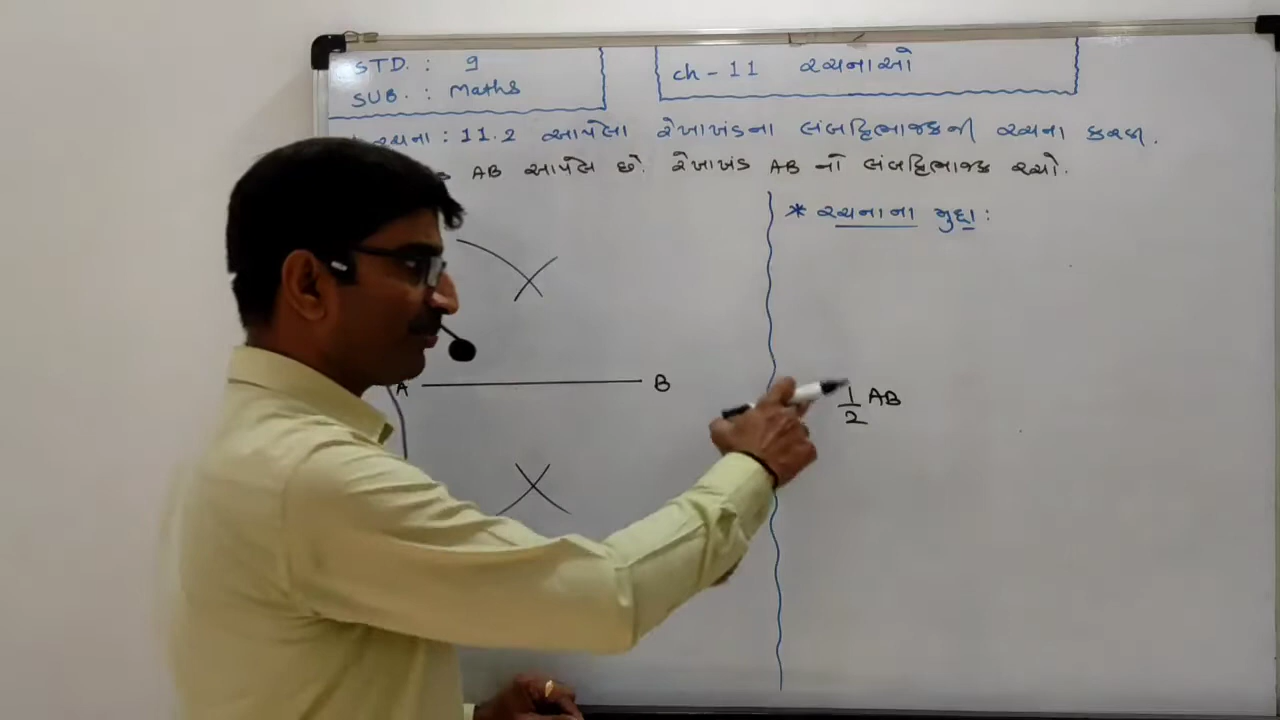 STD. : 9
SUB. : Maths
ch - 11 રચનાઓ
રચના : 11.2 આપેલા રેખાખંડના લંબદ્વિભાજકની રચના કરવી.
AB આપેલ છે. રેખાખંડ AB નો લંબદ્વિભાજક રચો.
* રચનાના મુદ્દા :
A B
1/2 AB